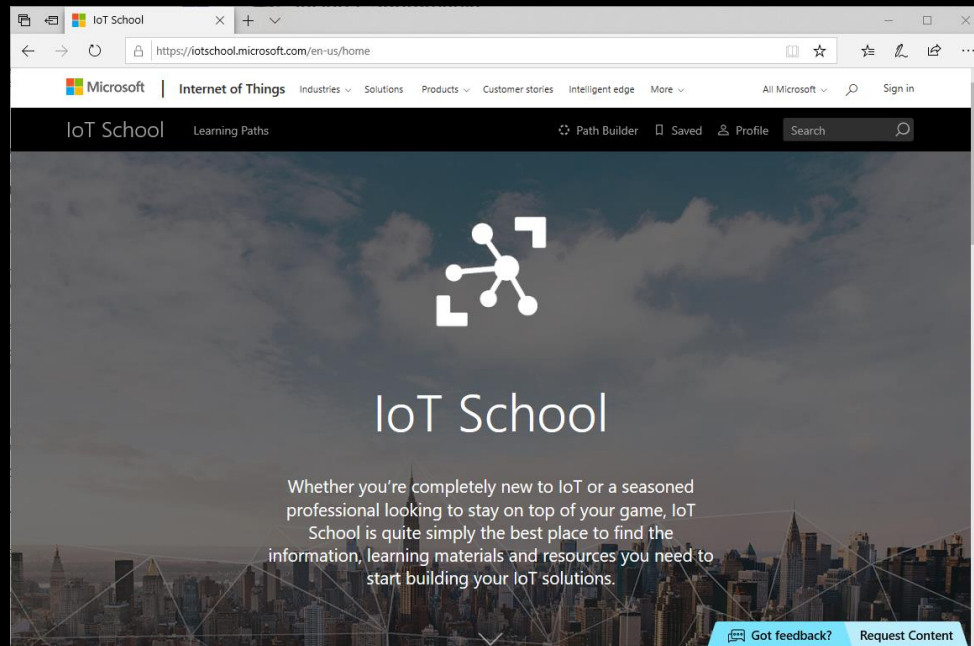 IoT School
https://iotschool.microsoft.com/en-us/home
Microsoft Internet of Things Industries Solutions Products Customer stories Intelligent edge More All Microsoft Sign in
IoT School Learning Paths Path Builder Saved Profile Search
IoT School
Whether you're completely new to IoT or a seasoned
professional looking to stay on top of your game, IoT
School is quite simply the best place to find the
information, learning materials and resources you need to
start building your IoT solutions.
Got feedback? Request Content